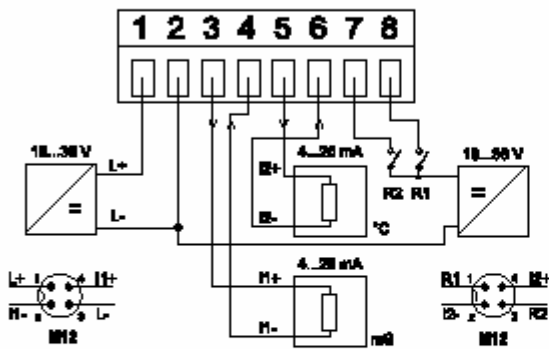 1 2 3 4 5 6 7 8
4...20 mA
18...36 V
L+
I2+
R2 R1
18...36 V
=
L-
I2-
°C
=
4...20 mA
L+ 1 4 I1+
I1+
R1 1 4 I2+
I1- 2 3 L-
I1-
I2- 2 3 R2
M12
mS
M12